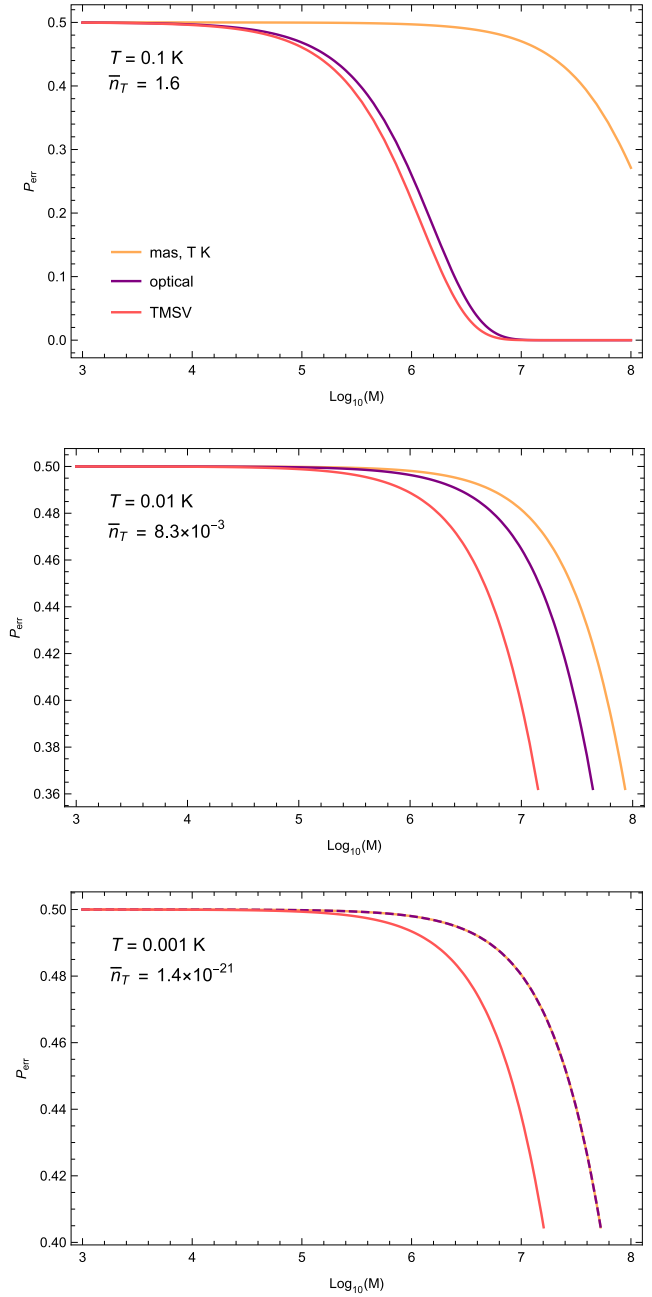 0.5
T = 0.1 K
n̅_T = 1.6
0.4
0.3
P_err
0.2
mas, T K
optical
0.1
TMSV
0.0
3 4 5 6 7 8
Log₁₀(M)
0.50
T = 0.01 K
0.48
n̅_T = 8.3×10⁻³
0.46
0.44
P_err
0.42
0.40
0.38
0.36
3 4 5 6 7 8
Log₁₀(M)
0.50
T = 0.001 K
n̅_T = 1.4×10⁻²¹
0.48
0.46
P_err
0.44
0.42
0.40
3 4 5 6 7 8
Log₁₀(M)